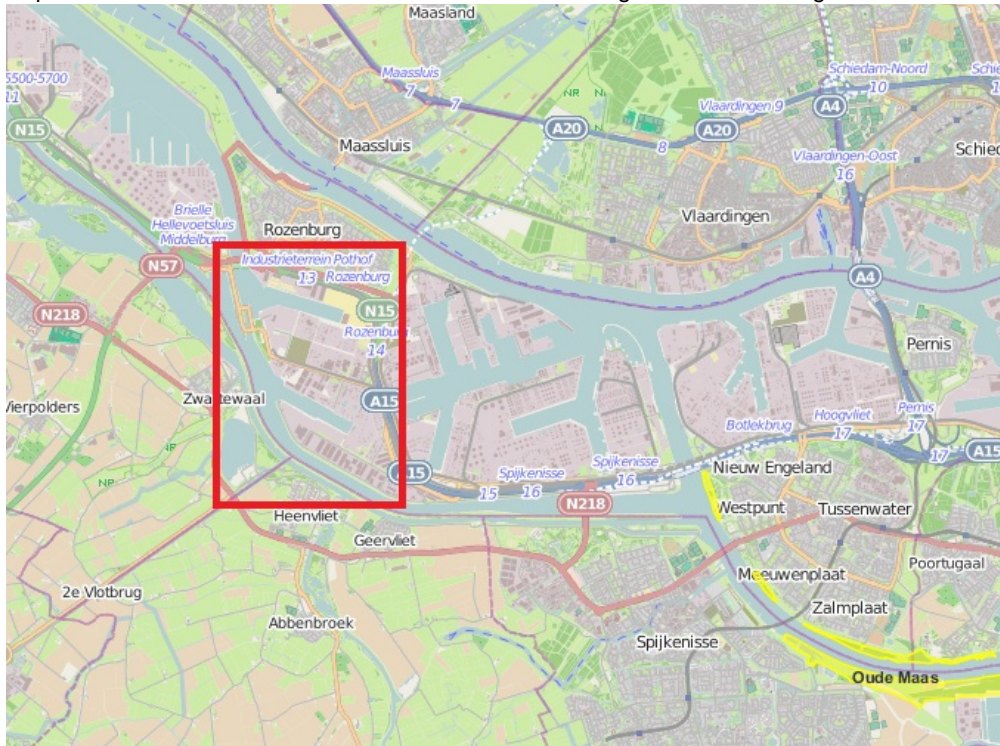 Maasland
5500-5700
11
N15
Maassluis
7
7
NR
A20
Vlaardingen 9
A20
8
Schiedam-Noord
10
A4
Maassluis
Vlaardingen-Oost
16
Vlaardingen
Brielle
Hellevoetsluis
Middelburg
Rozenburg
N57
Industrieterrein Pothof
13
Rozenburg
N15
A4
N218
Rozenburg
14
Pernis
Zwartewaal
A15
Vierpolders
Hoogvliet
17
Pernis
17
Botlekbrug
NR
NP
A15
Spijkenisse
15
16
Spijkenisse
16
N218
Nieuw Engeland
17
A15
Westpunt
Tussenwater
Heenvliet
Geervliet
Meeuwenplaat
Poortugaal
2e Vlotbrug
Zalmplaat
Abbenbroek
Spijkenisse
Oude Maas